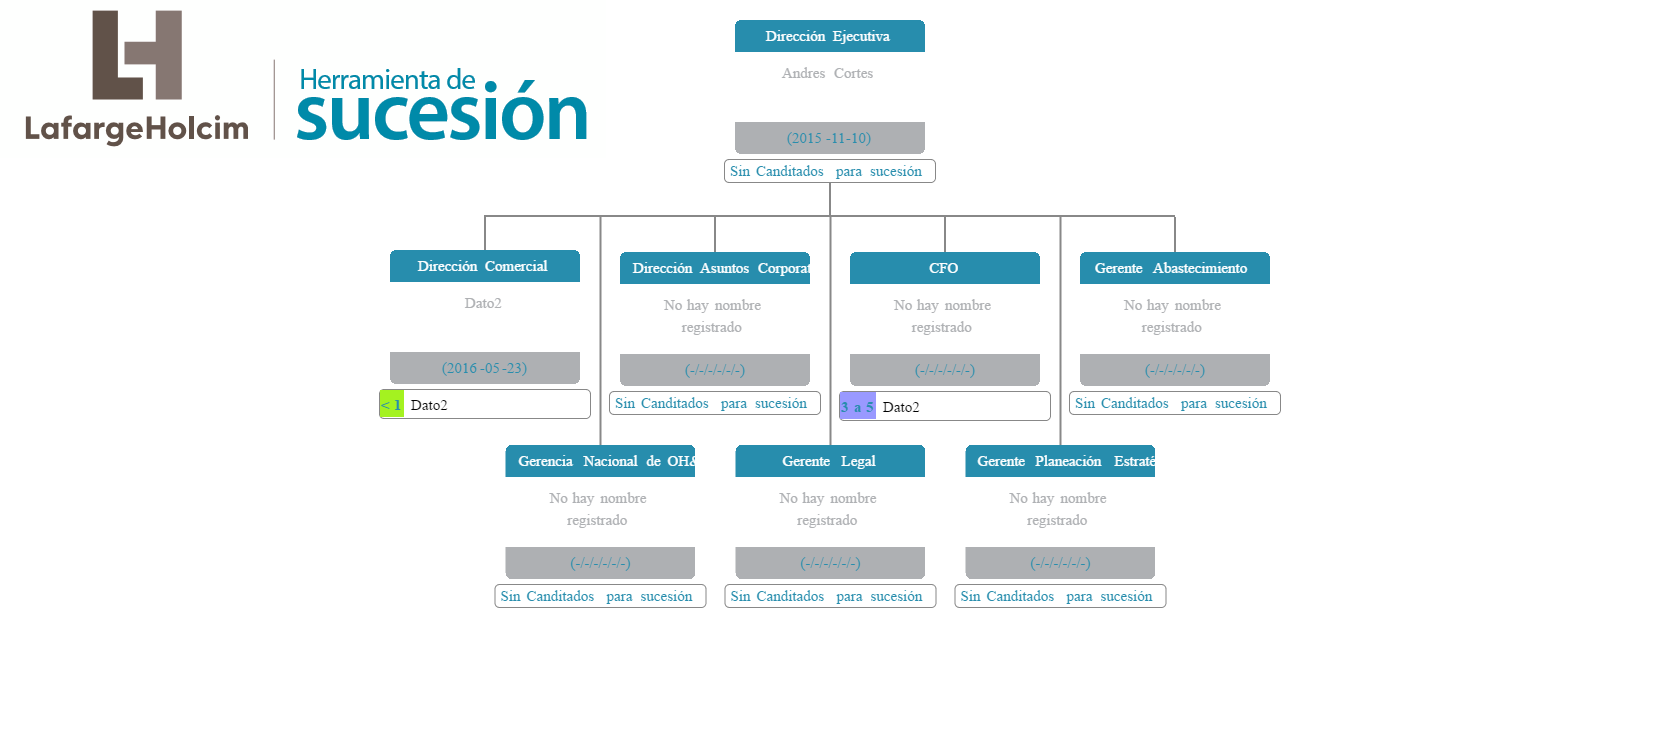 LafargeHolcim
Herramienta de
sucesión
Dirección Ejecutiva
Andres Cortes
(2015-11-10)
Sin Canditados para sucesión
Dirección Comercial
Dato2
(2016-05-23)
< 1 Dato2
Dirección Asuntos Corporat
No hay nombre
registrado
(-/-/-/-/-/-)
Sin Canditados para sucesión
CFO
No hay nombre
registrado
(-/-/-/-/-/-)
3 a 5 Dato2
Gerente Abastecimiento
No hay nombre
registrado
(-/-/-/-/-/-)
Sin Canditados para sucesión
Gerencia Nacional de OH&
No hay nombre
registrado
(-/-/-/-/-/-)
Sin Canditados para sucesión
Gerente Legal
No hay nombre
registrado
(-/-/-/-/-/-)
Sin Canditados para sucesión
Gerente Planeación Estraté
No hay nombre
registrado
(-/-/-/-/-/-)
Sin Canditados para sucesión